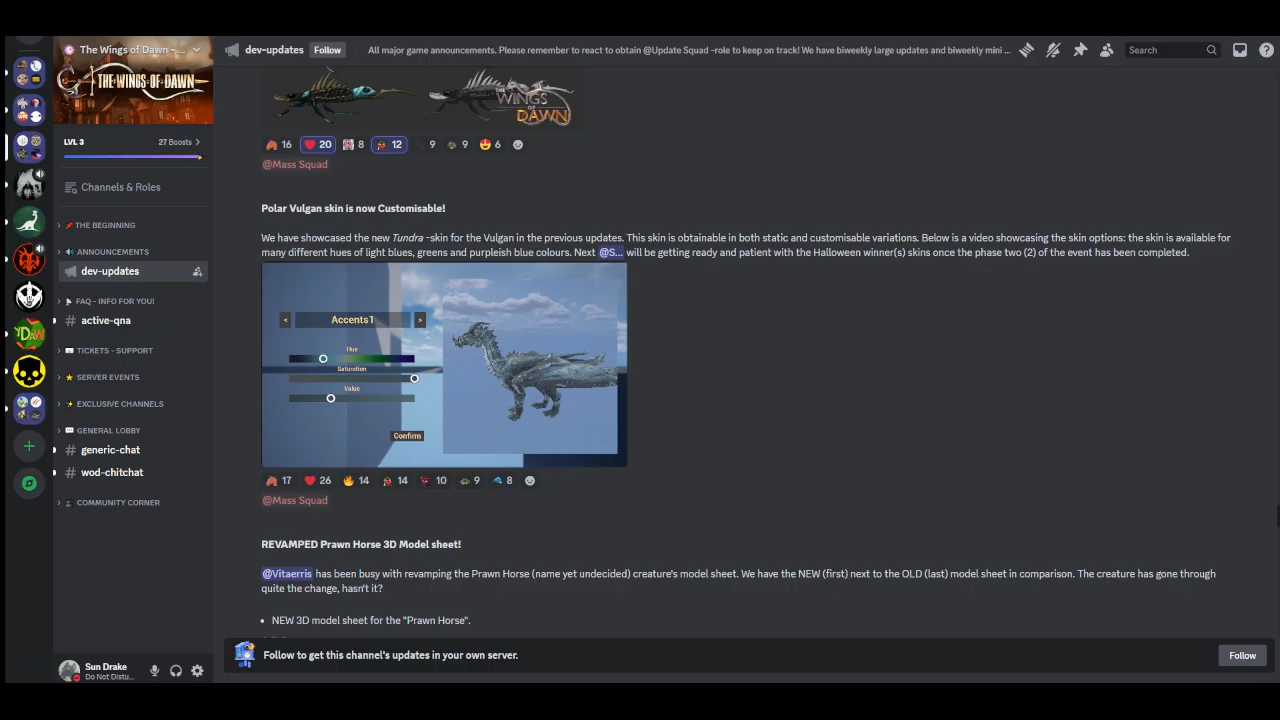 The Wings of Dawn -...
dev-updates
Follow
All major game announcements. Please remember to react to obtain @Update Squad -role to keep on track! We have biweekly large updates and biweekly mini ...
Search
THE WINGS OF DAWN
LVL 3
27 Boosts
Channels & Roles
THE BEGINNING
ANNOUNCEMENTS
dev-updates
FAQ - INFO FOR YOU!
active-qna
TICKETS - SUPPORT
SERVER EVENTS
EXCLUSIVE CHANNELS
GENERAL LOBBY
generic-chat
wod-chitchat
COMMUNITY CORNER
Sun Drake
Do Not Distu...
THE WINGS OF DAWN
16 20 8 12 9 9 6
@Mass Squad
Polar Vulgan skin is now Customisable!
We have showcased the new Tundra -skin for the Vulgan in the previous updates. This skin is obtainable in both static and customisable variations. Below is a video showcasing the skin options: the skin is available for
many different hues of light blues, greens and purpleish blue colours. Next @S... will be getting ready and patient with the Halloween winner(s) skins once the phase two (2) of the event has been completed.
< Accents1 >
Hue
Saturation
Value
Confirm
17 26 14 14 10 9 8
@Mass Squad
REVAMPED Prawn Horse 3D Model sheet!
@Vitaerris has been busy with revamping the Prawn Horse (name yet undecided) creature's model sheet. We have the NEW (first) next to the OLD (last) model sheet in comparison. The creature has gone through
quite the change, hasn't it?
• NEW 3D model sheet for the "Prawn Horse".
Follow to get this channel's updates in your own server.
Follow